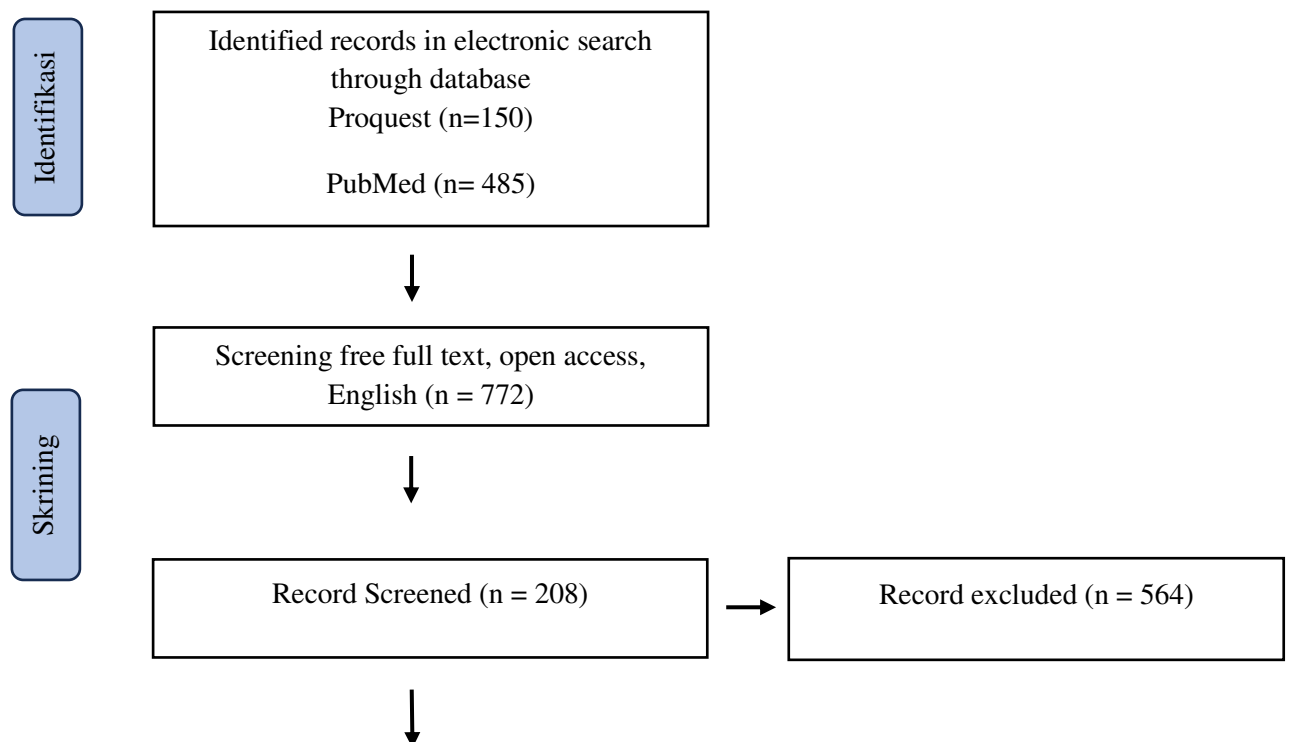 Identifikasi
Identified records in electronic search
through database
Proquest (n=150)
PubMed (n= 485)
Screening free full text, open access,
English (n = 772)
Skrining
Record Screened (n = 208)
Record excluded (n = 564)